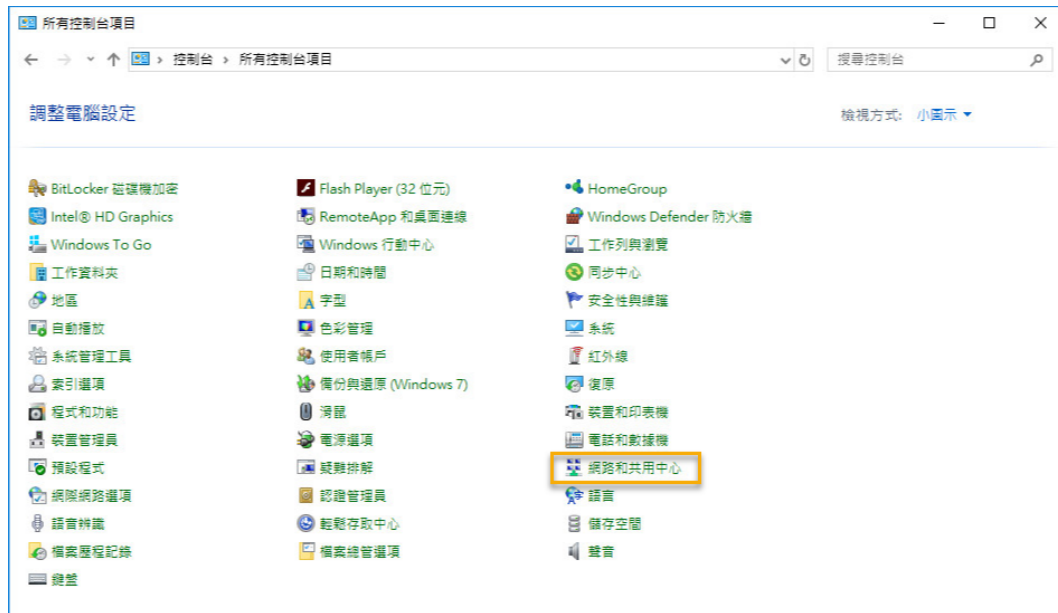 所有控制台項目
控制台 › 所有控制台項目
搜尋控制台
調整電腦設定
檢視方式: 小圖示
BitLocker 磁碟機加密
Flash Player (32 位元)
HomeGroup
Intel® HD Graphics
RemoteApp 和桌面連線
Windows Defender 防火牆
Windows To Go
Windows 行動中心
工作列與瀏覽
工作資料夾
日期和時間
同步中心
地區
字型
安全性與維護
自動播放
色彩管理
系統
系統管理工具
使用者帳戶
紅外線
索引選項
備份與還原 (Windows 7)
復原
程式和功能
滑鼠
裝置和印表機
裝置管理員
電源選項
電話和數據機
預設程式
疑難排解
網路和共用中心
網際網路選項
認證管理員
語言
語音辨識
輕鬆存取中心
儲存空間
檔案歷程記錄
檔案總管選項
聲音
鍵盤